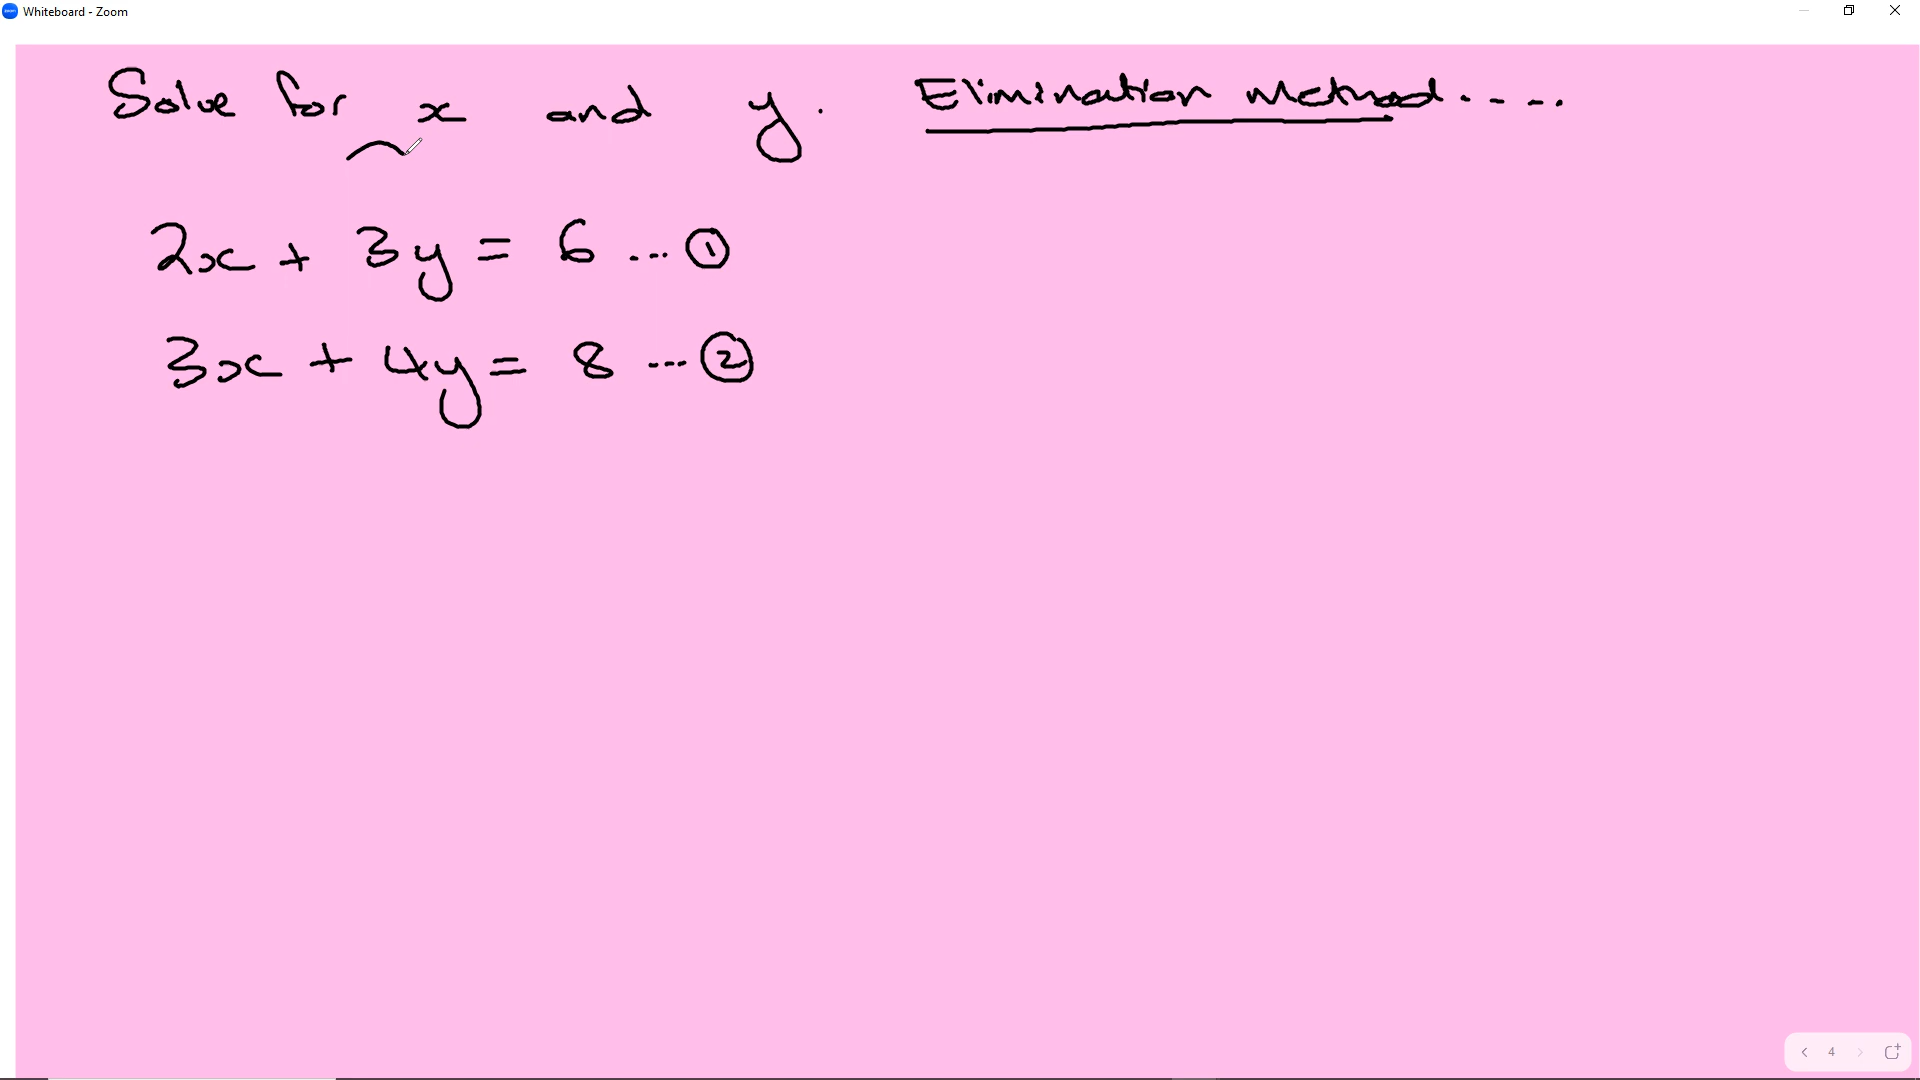 Whiteboard - Zoom
Solve for x and y. Elimination Method.....
2x + 3y = 6 ... ①
3x + 4y = 8 ... ②
4